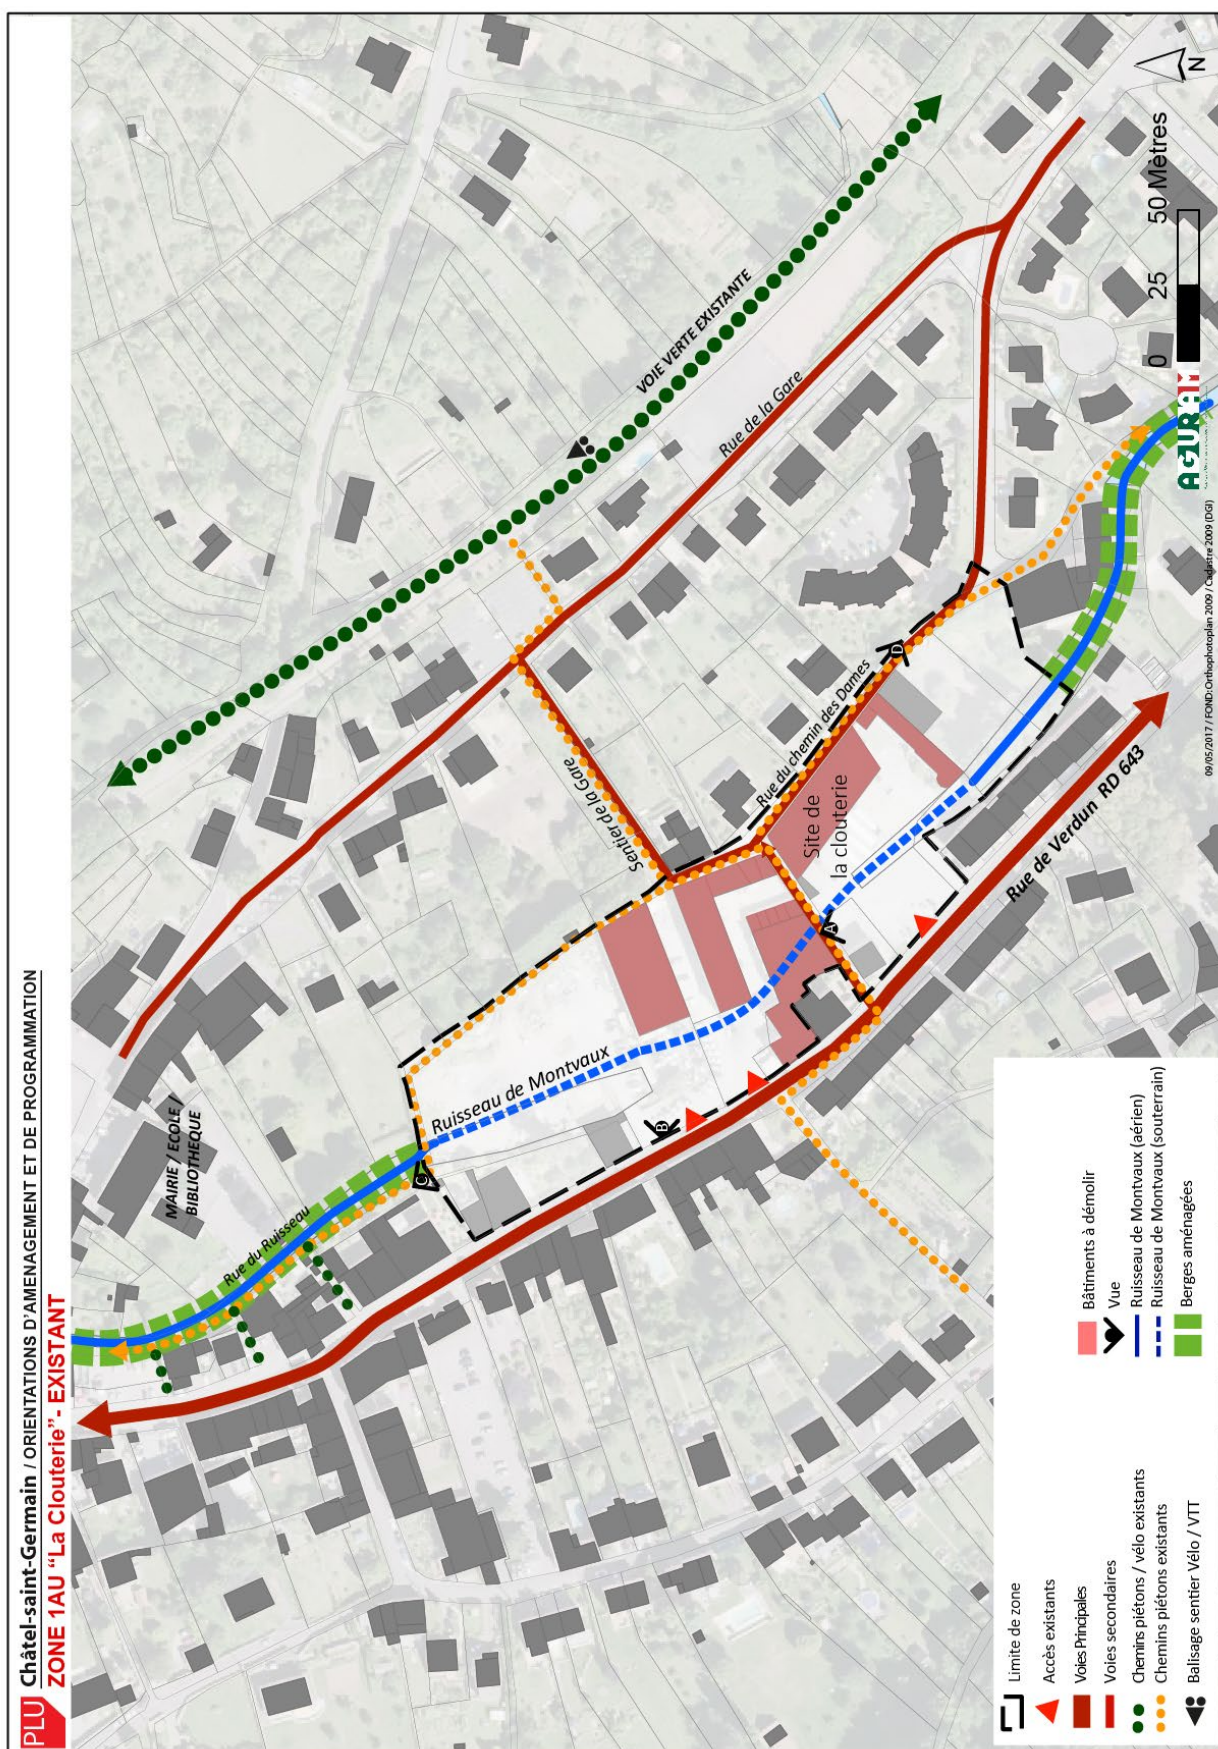 PLU
Châtel-saint-Germain / ORIENTATIONS D'AMENAGEMENT ET DE PROGRAMMATION
ZONE 1AU "La Clouterie" - EXISTANT
MAIRIE / ECOLE /
BIBLIOTHEQUE
Rue du Ruisseau
Ruisseau de Montvaux
Sentier de la Gare
VOIE VERTE EXISTANTE
Rue de la Gare
Rue du chemin des Dames
Site de
la clouterie
Rue de Verdun RD 643
A
B
C
D
Limite de zone
Accès existants
Voies Principales
Voies secondaires
Chemins piétons / vélo existants
Chemins piétons existants
Balisage sentier Vélo / VTT
Bâtiments à démolir
Vue
Ruisseau de Montvaux (aérien)
Ruisseau de Montvaux (souterrain)
Berges aménagées
09/05/2017 / FOND:Orthophotoplan 2009 / Cadastre 2009 (DGI)
AGURAM
0 25 50 Mètres
N